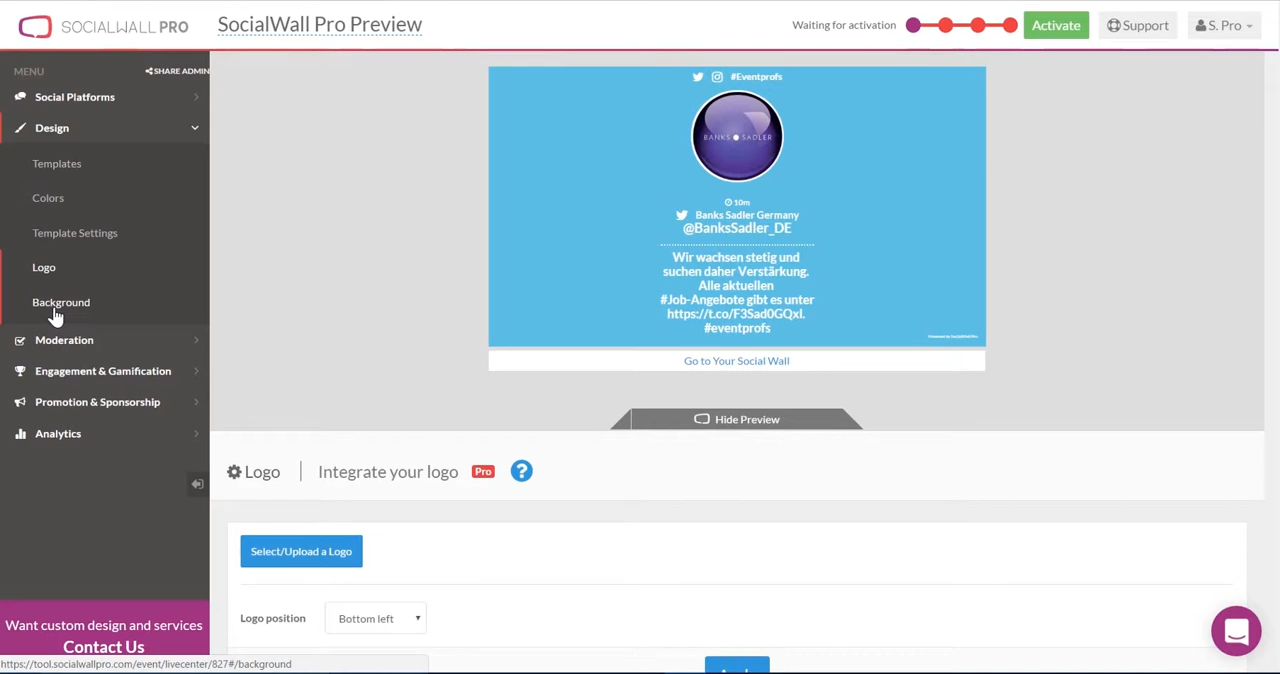 SOCIALWALL PRO
SocialWall Pro Preview
Waiting for activation
Activate
Support
S. Pro
MENU
SHARE ADMIN
Social Platforms
Design
Templates
Colors
Template Settings
Logo
Background
Moderation
Engagement & Gamification
Promotion & Sponsorship
Analytics
Want custom design and services
Contact Us
https://tool.socialwallpro.com/event/livecenter/827#/background
#Eventprofs
BANKS SADLER
10m
Banks Sadler Germany
@BanksSadler_DE
Wir wachsen stetig und
suchen daher Verstärkung.
Alle aktuellen
#Job-Angebote gibt es unter
https://t.co/F3Sad0GQxI.
#eventprofs
Powered by SocialWallPro
Go to Your Social Wall
Hide Preview
Logo
Integrate your logo
Pro
?
Select/Upload a Logo
Logo position
Bottom left